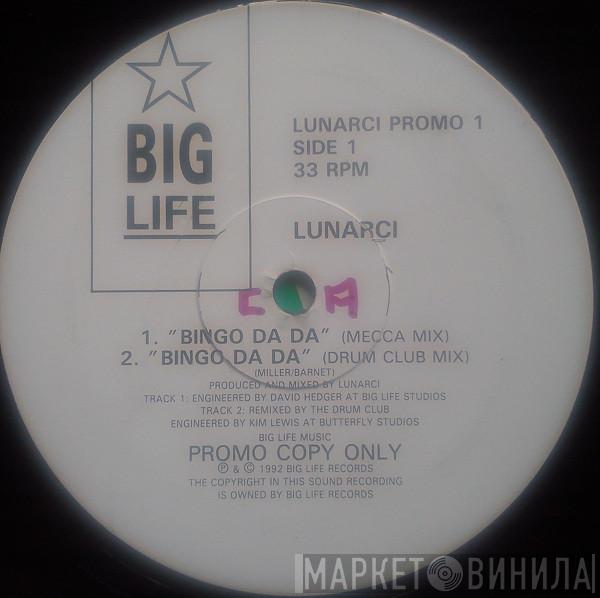 BIG
LIFE
LUNARCI PROMO 1
SIDE 1
33 RPM
LUNARCI
C A
1. "BINGO DA DA" (MECCA MIX)
2. "BINGO DA DA" (DRUM CLUB MIX)
(MILLER/BARNET)
PRODUCED AND MIXED BY LUNARCI
TRACK 1: ENGINEERED BY DAVID HEDGER AT BIG LIFE STUDIOS
TRACK 2: REMIXED BY THE DRUM CLUB
ENGINEERED BY KIM LEWIS AT BUTTERFLY STUDIOS
BIG LIFE MUSIC
PROMO COPY ONLY
℗ & © 1992 BIG LIFE RECORDS
THE COPYRIGHT IN THIS SOUND RECORDING
IS OWNED BY BIG LIFE RECORDS
МАРКЕТ ВИНИЛА